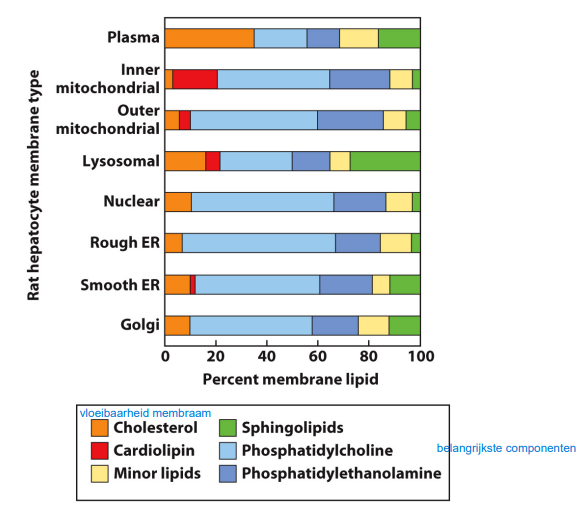 Rat hepatocyte membrane type
Plasma
Inner
mitochondrial
Outer
mitochondrial
Lysosomal
Nuclear
Rough ER
Smooth ER
Golgi
0 20 40 60 80 100
Percent membrane lipid
vloeibaarheid membraam
Cholesterol
Sphingolipids
Cardiolipin
Phosphatidylcholine
belangrijkste componenten
Minor lipids
Phosphatidylethanolamine